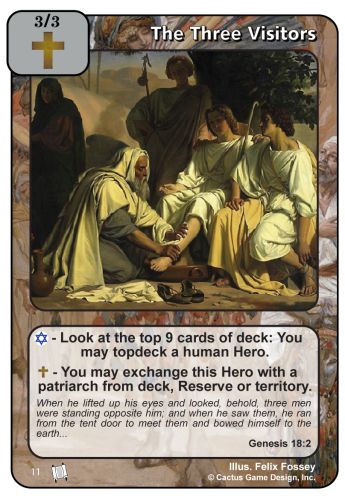 3/3
The Three Visitors
- Look at the top 9 cards of deck: You
may topdeck a human Hero.
- You may exchange this Hero with a
patriarch from deck, Reserve or territory.
When he lifted up his eyes and looked, behold, three men
were standing opposite him; and when he saw them, he ran
from the tent door to meet them and bowed himself to the
earth...
Genesis 18:2
Illus. Felix Fossey
11
© Cactus Game Design, Inc.